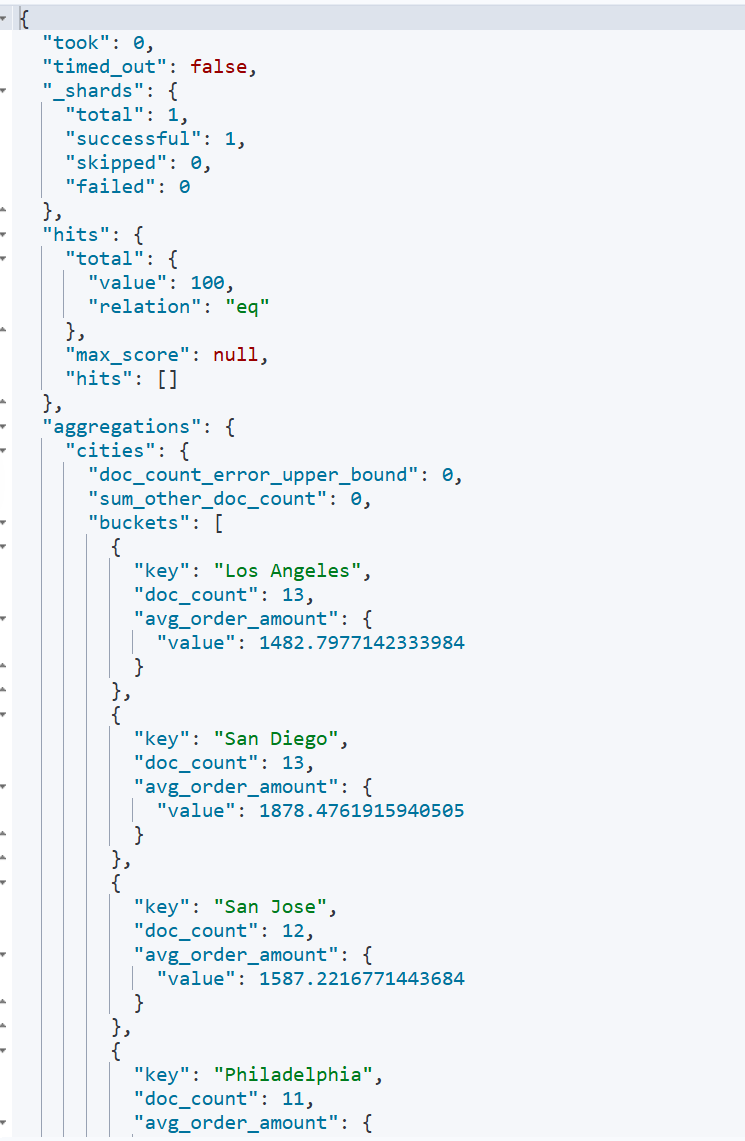 {
  "took": 0,
  "timed_out": false,
  "_shards": {
    "total": 1,
    "successful": 1,
    "skipped": 0,
    "failed": 0
  },
  "hits": {
    "total": {
      "value": 100,
      "relation": "eq"
    },
    "max_score": null,
    "hits": []
  },
  "aggregations": {
    "cities": {
      "doc_count_error_upper_bound": 0,
      "sum_other_doc_count": 0,
      "buckets": [
        {
          "key": "Los Angeles",
          "doc_count": 13,
          "avg_order_amount": {
            "value": 1482.7977142333984
          }
        },
        {
          "key": "San Diego",
          "doc_count": 13,
          "avg_order_amount": {
            "value": 1878.4761915940505
          }
        },
        {
          "key": "San Jose",
          "doc_count": 12,
          "avg_order_amount": {
            "value": 1587.2216771443684
          }
        },
        {
          "key": "Philadelphia",
          "doc_count": 11,
          "avg_order_amount": {